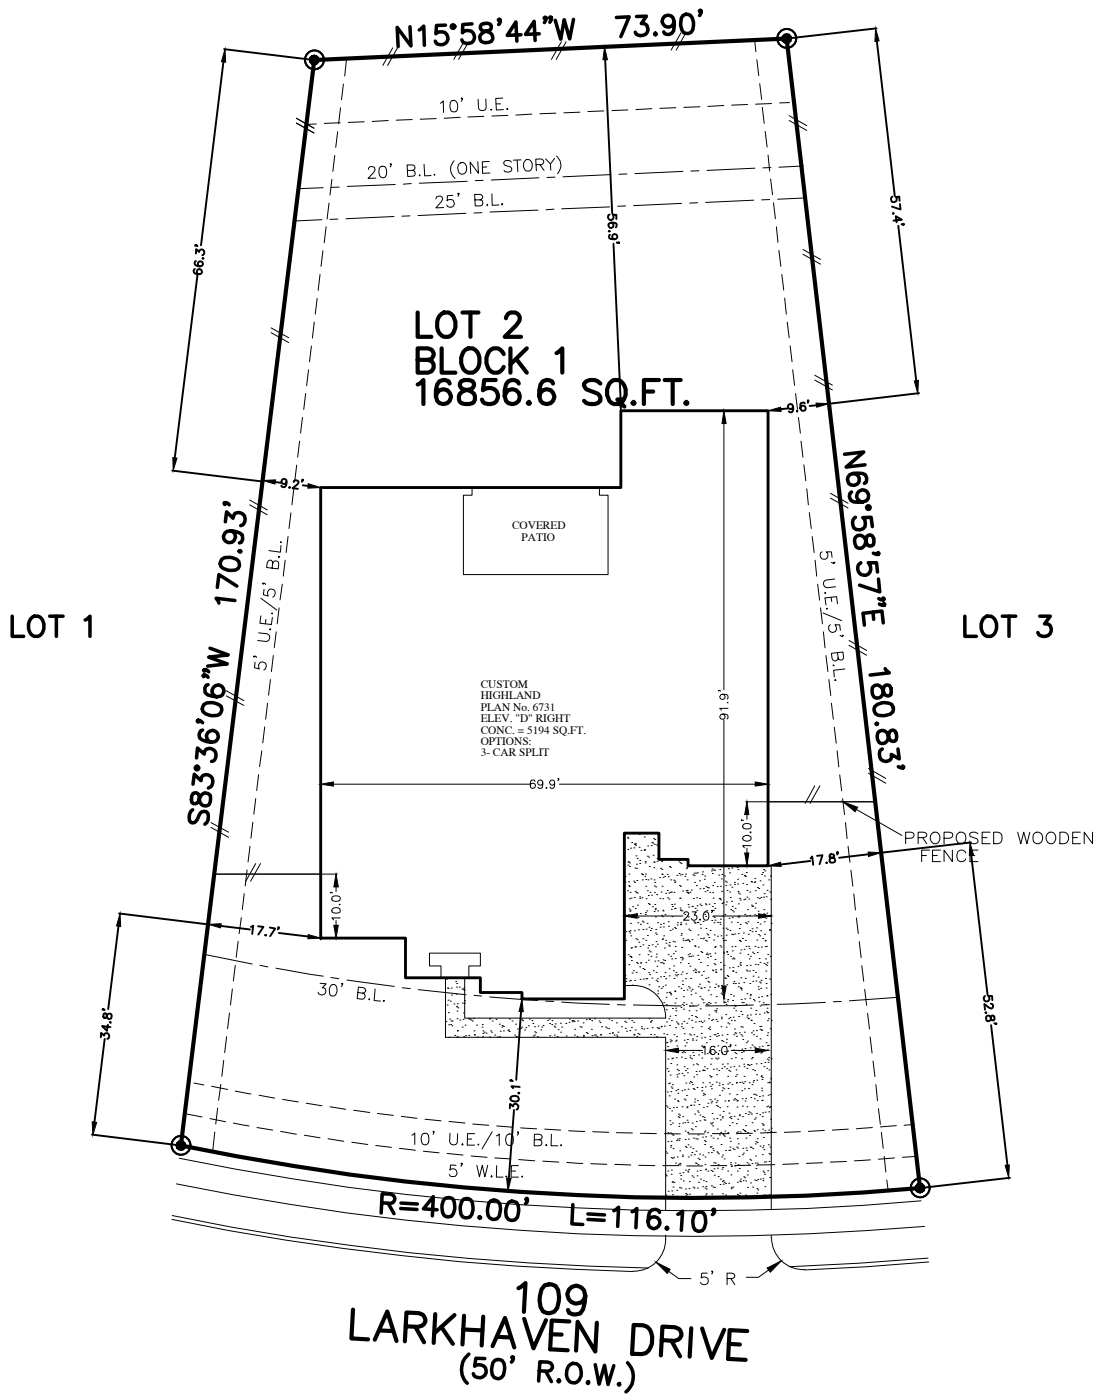 N15°58'44"W 73.90'
10' U.E.
20' B.L. (ONE STORY)
25' B.L.
56.9'
57.4'
66.3'
LOT 2
BLOCK 1
16856.6 SQ.FT.
9.6'
9.2'
N69°58'57"E 180.83'
S83°36'06"W 170.93'
COVERED
PATIO
5' U.E./5' B.L.
5' U.E./5' B.L.
LOT 1
LOT 3
CUSTOM
HIGHLAND
PLAN No. 6731
ELEV. "D" RIGHT
CONC. = 5194 SQ.FT.
OPTIONS:
3- CAR SPLIT
91.9'
69.9'
10.0'
PROPOSED WOODEN
FENCE
17.8'
10.0'
23.0'
17.7'
30' B.L.
34.8'
52.8'
16.0'
30.1'
10' U.E./10' B.L.
5' W.L.E.
R=400.00' L=116.10'
5' R
109
LARKHAVEN DRIVE
(50' R.O.W.)